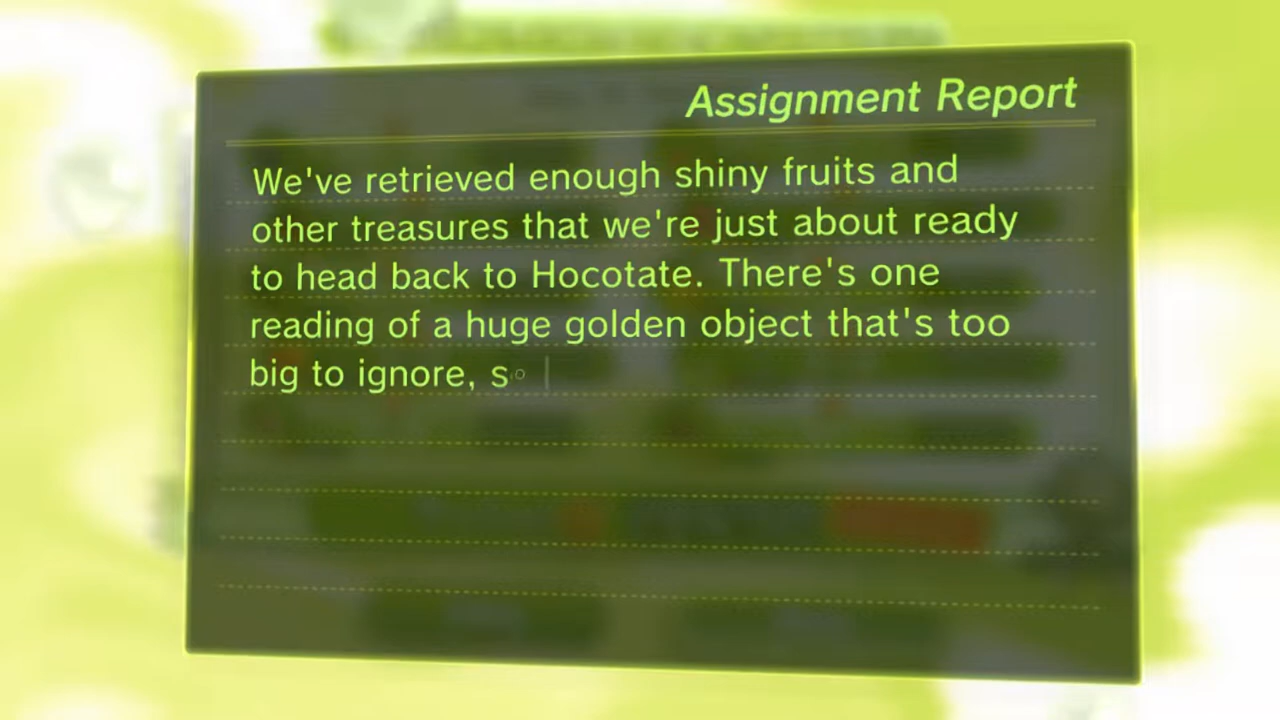 Assignment Report
We've retrieved enough shiny fruits and
other treasures that we're just about ready
to head back to Hocotate. There's one
reading of a huge golden object that's too
big to ignore, so